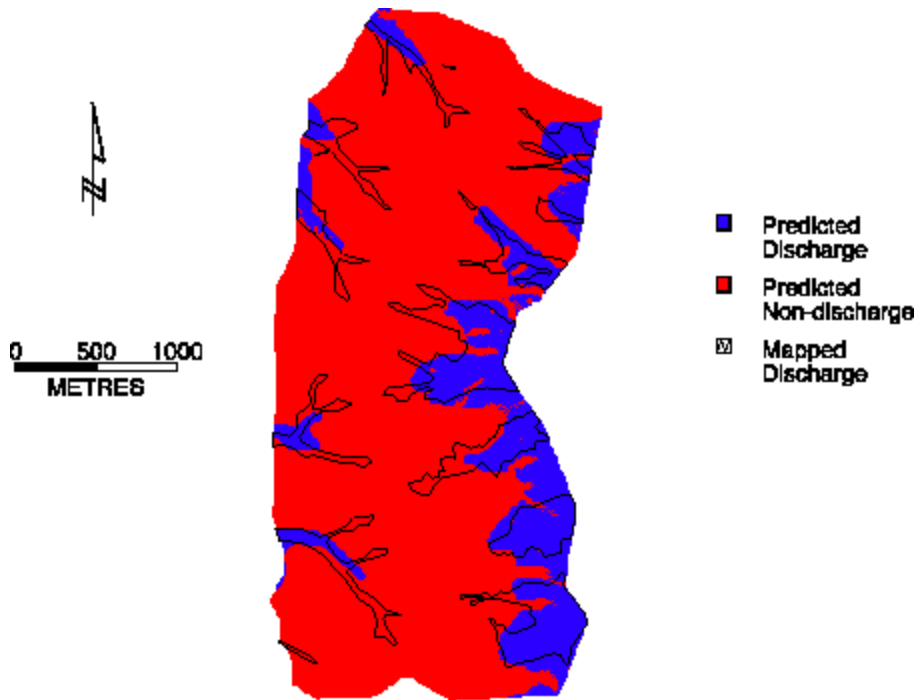 N
0 500 1000
METRES
Predicted
Discharge
Predicted
Non-discharge
Mapped
Discharge